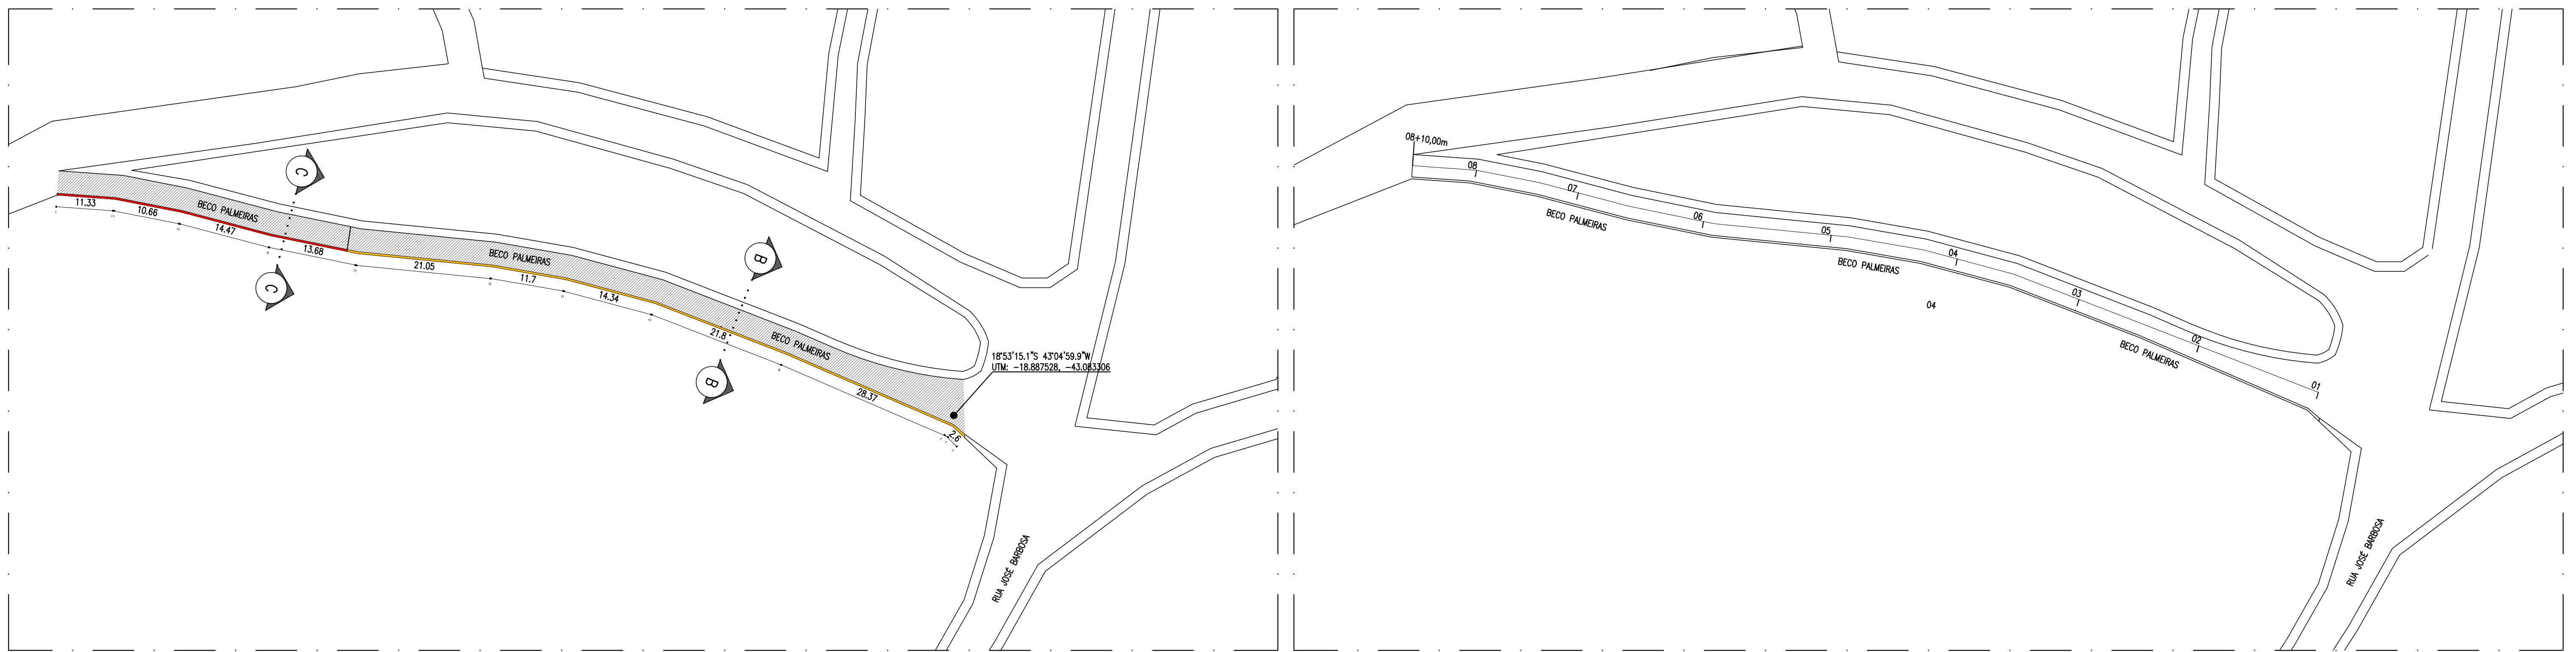 C
11.33
10.66
BECO PALMEIRAS
14.47
13.68
C
21.05
BECO PALMEIRAS
11.7
14.34
B
21.8
BECO PALMEIRAS
B
28.37
2.6
18°53'15.1"S 43°04'59.9"W
UTM: -18.887528, -43.083306
RUA JOSÉ BARBOSA
08+10,00m
08
07
06
05
04
03
02
01
BECO PALMEIRAS
BECO PALMEIRAS
04
BECO PALMEIRAS
RUA JOSÉ BARBOSA